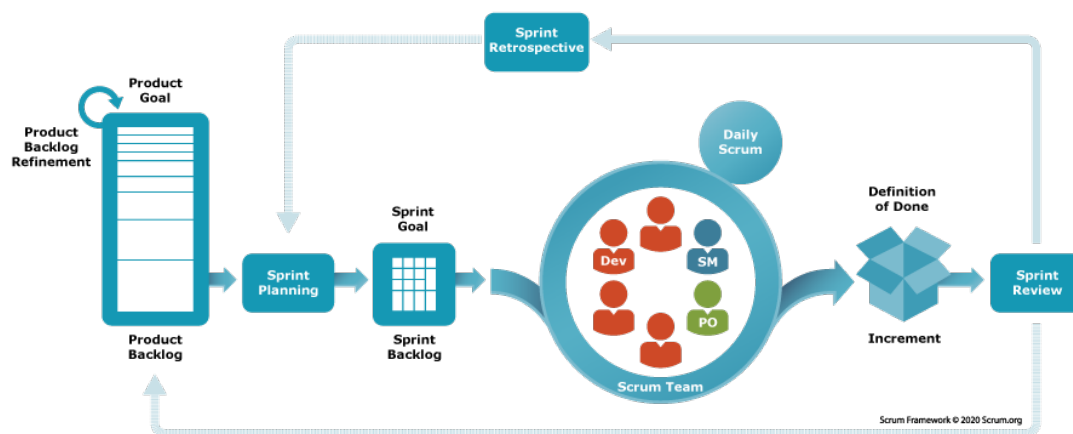 Sprint
Retrospective
Product
Goal
Product
Backlog
Refinement
Daily
Scrum
Sprint
Goal
Definition
of Done
Dev
SM
PO
Sprint
Planning
Sprint
Review
Product
Backlog
Sprint
Backlog
Increment
Scrum Team
Scrum Framework © 2020 Scrum.org